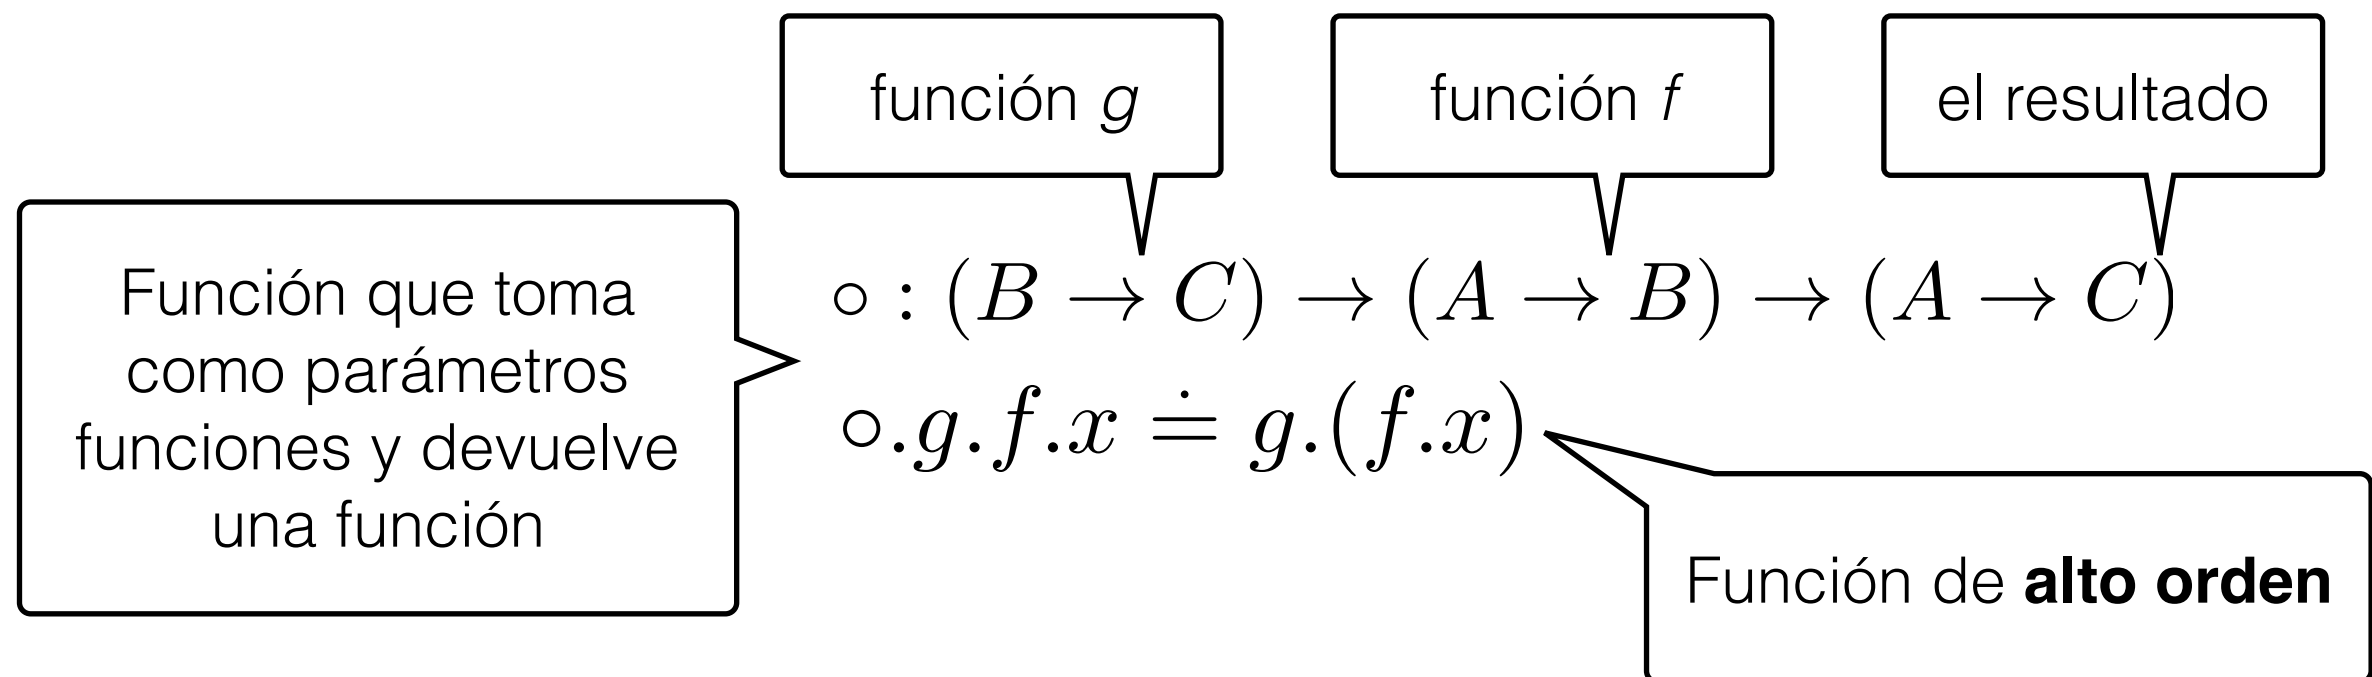 función g
función f
el resultado
Función que toma
como parámetros
funciones y devuelve
una función
∘ : (B → C) → (A → B) → (A → C)
∘.g.f.x ≐ g.(f.x)
Función de alto orden